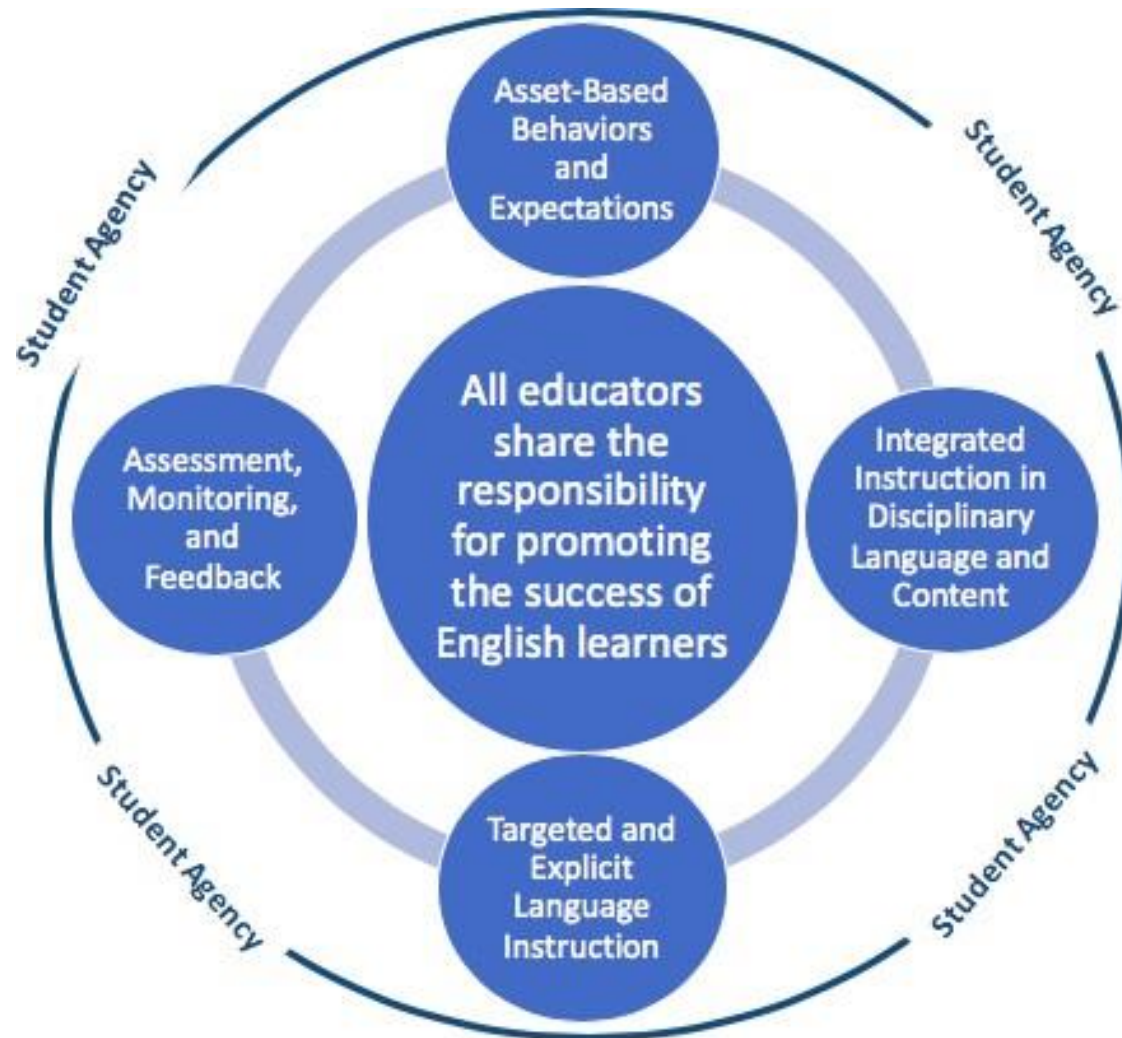 Asset-Based
Behaviors
and
Expectations
Student Agency
Student Agency
Assessment,
Monitoring,
and
Feedback
All educators
share the
responsibility
for promoting
the success of
English learners
Integrated
Instruction in
Disciplinary
Language and
Content
Targeted and
Explicit
Language
Instruction
Student Agency
Student Agency